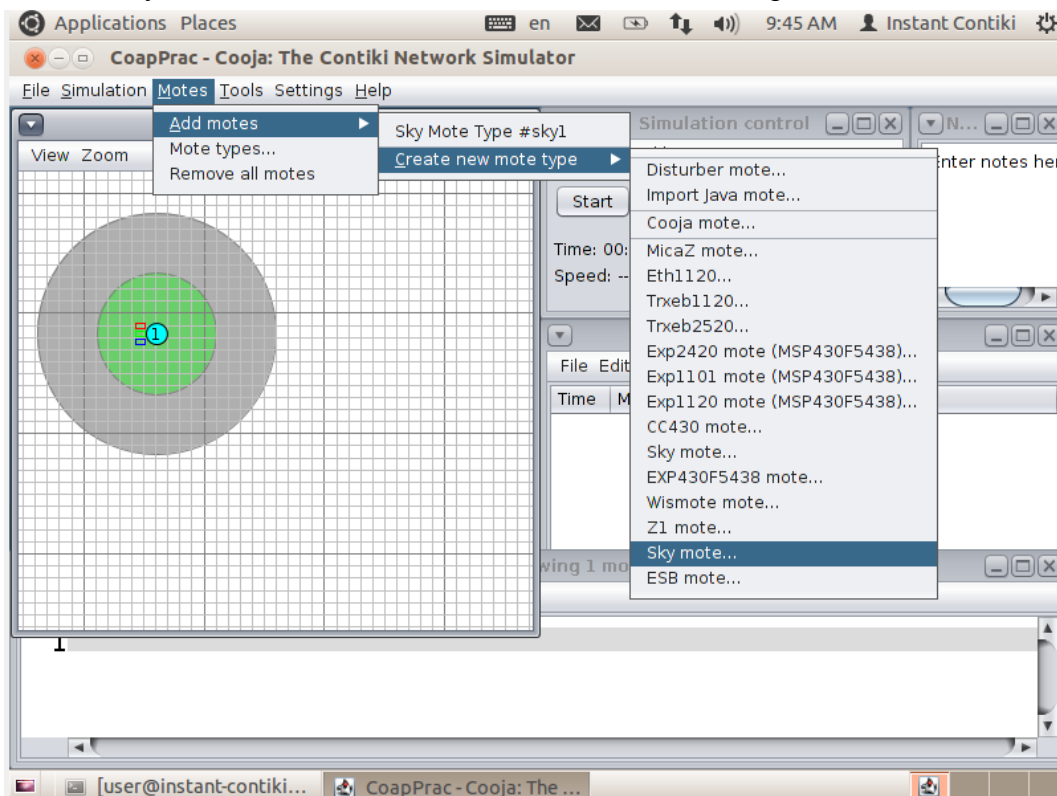 Applications Places en 9:45 AM Instant Contiki
CoapPrac - Cooja: The Contiki Network Simulator
File Simulation Motes Tools Settings Help
Add motes
Mote types...
Remove all motes
Sky Mote Type #sky1
Create new mote type
Simulation control
N...
View Zoom
Enter notes her
Start
Time: 00:
Speed: --
Disturber mote...
Import Java mote...
Cooja mote...
MicaZ mote...
Eth1120...
Trxeb1120...
Trxeb2520...
Exp2420 mote (MSP430F5438)...
Exp1101 mote (MSP430F5438)...
Exp1120 mote (MSP430F5438)...
CC430 mote...
Sky mote...
EXP430F5438 mote...
Wismote mote...
Z1 mote...
Sky mote...
ESB mote...
1
File Edit
Time M
wing 1 mo
1
[user@instant-contiki... CoapPrac - Cooja: The ...